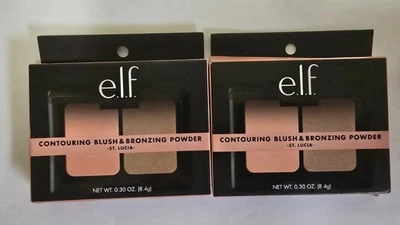 e.l.f.
CONTOURING BLUSH & BRONZING POWDER
-ST. LUCIA-
NET WT. 0.30 OZ. (8.4g)
e.l.f.
CONTOURING BLUSH & BRONZING POWDER
-ST. LUCIA-
NET WT. 0.30 OZ. (8.4g)